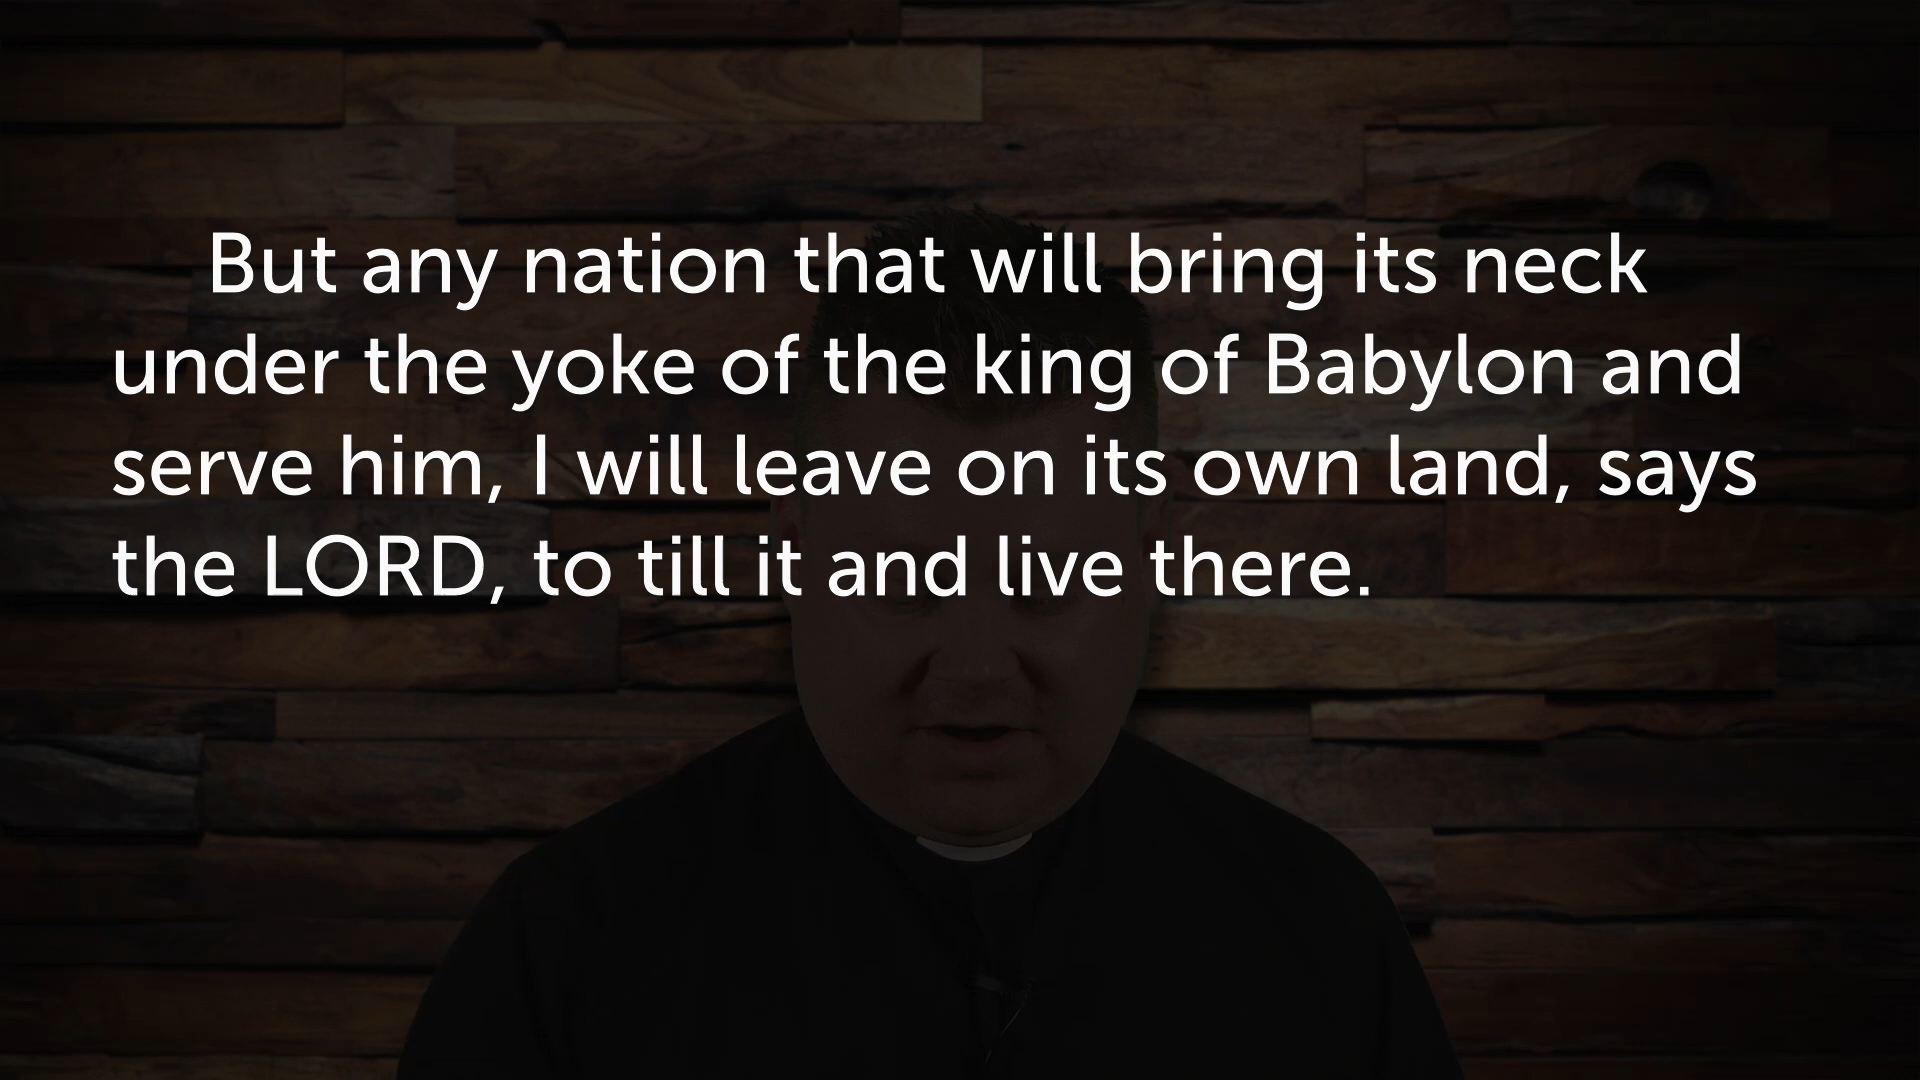 But any nation that will bring its neck
under the yoke of the king of Babylon and
serve him, I will leave on its own land, says
the LORD, to till it and live there.